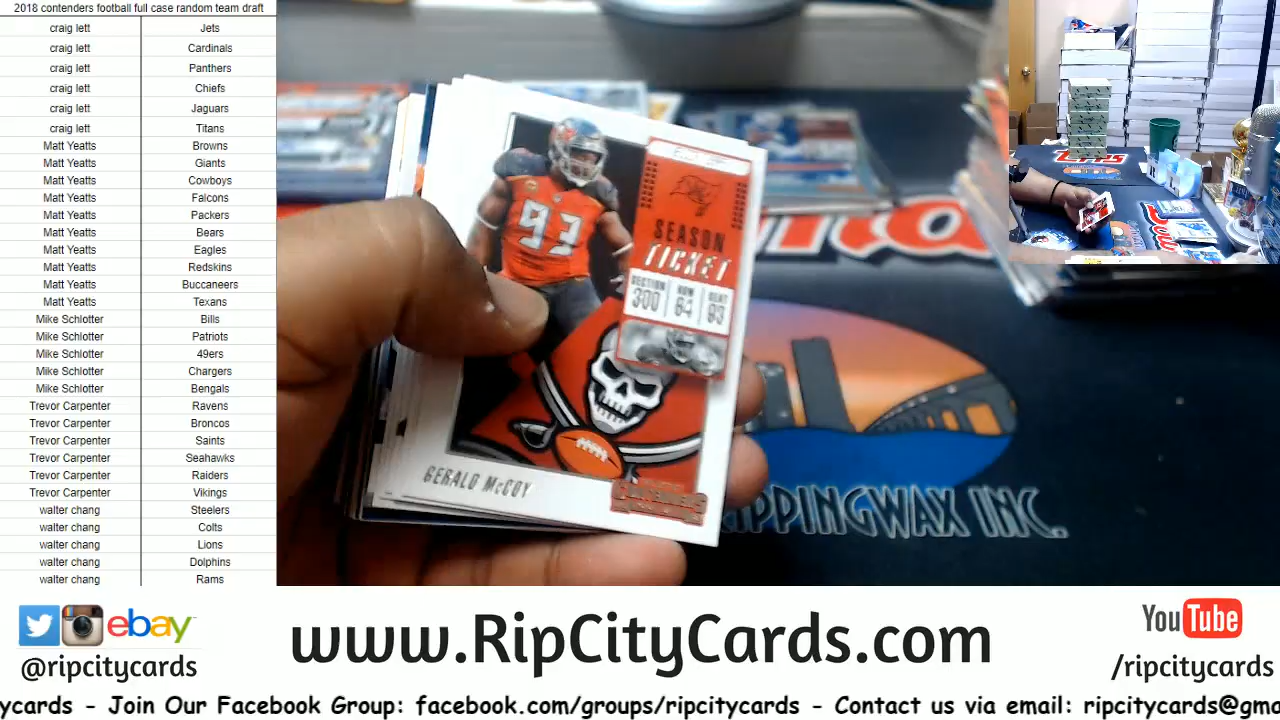 2018 contenders football full case random team draft
craig lett Jets
craig lett Cardinals
craig lett Panthers
craig lett Chiefs
craig lett Jaguars
craig lett Titans
Matt Yeatts Browns
Matt Yeatts Giants
Matt Yeatts Cowboys
Matt Yeatts Falcons
Matt Yeatts Packers
Matt Yeatts Bears
Matt Yeatts Eagles
Matt Yeatts Redskins
Matt Yeatts Buccaneers
Matt Yeatts Texans
Mike Schlotter Bills
Mike Schlotter Patriots
Mike Schlotter 49ers
Mike Schlotter Chargers
Mike Schlotter Bengals
Trevor Carpenter Ravens
Trevor Carpenter Broncos
Trevor Carpenter Saints
Trevor Carpenter Seahawks
Trevor Carpenter Raiders
Trevor Carpenter Vikings
walter chang Steelers
walter chang Colts
walter chang Lions
walter chang Dolphins
walter chang Rams
93
SEASON
TICKET
SECTION ROW SEAT
300 64 93
GERALD McCOY
CONTENDERS
RIPPINGWAX INC.
ebay
@ripcitycards
www.RipCityCards.com
YouTube
/ripcitycards
ycards - Join Our Facebook Group: facebook.com/groups/ripcitycards - Contact us via email: ripcitycards@gma